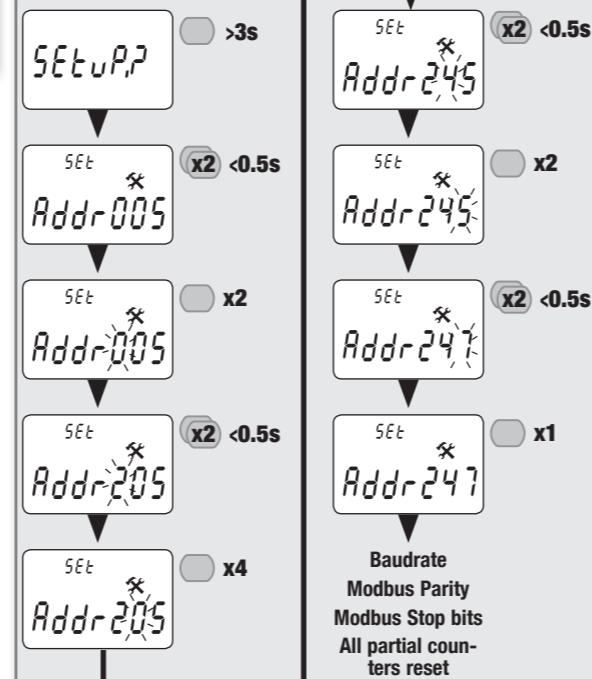 SEtuP,?
>3s
SEt
Addr005
x2 <0.5s
SEt
Addr005
x2
SEt
Addr205
x2 <0.5s
SEt
Addr205
x4
SEt
Addr245
x2 <0.5s
SEt
Addr245
x2
SEt
Addr247
x2 <0.5s
SEt
Addr247
x1
Baudrate
Modbus Parity
Modbus Stop bits
All partial coun-
ters reset